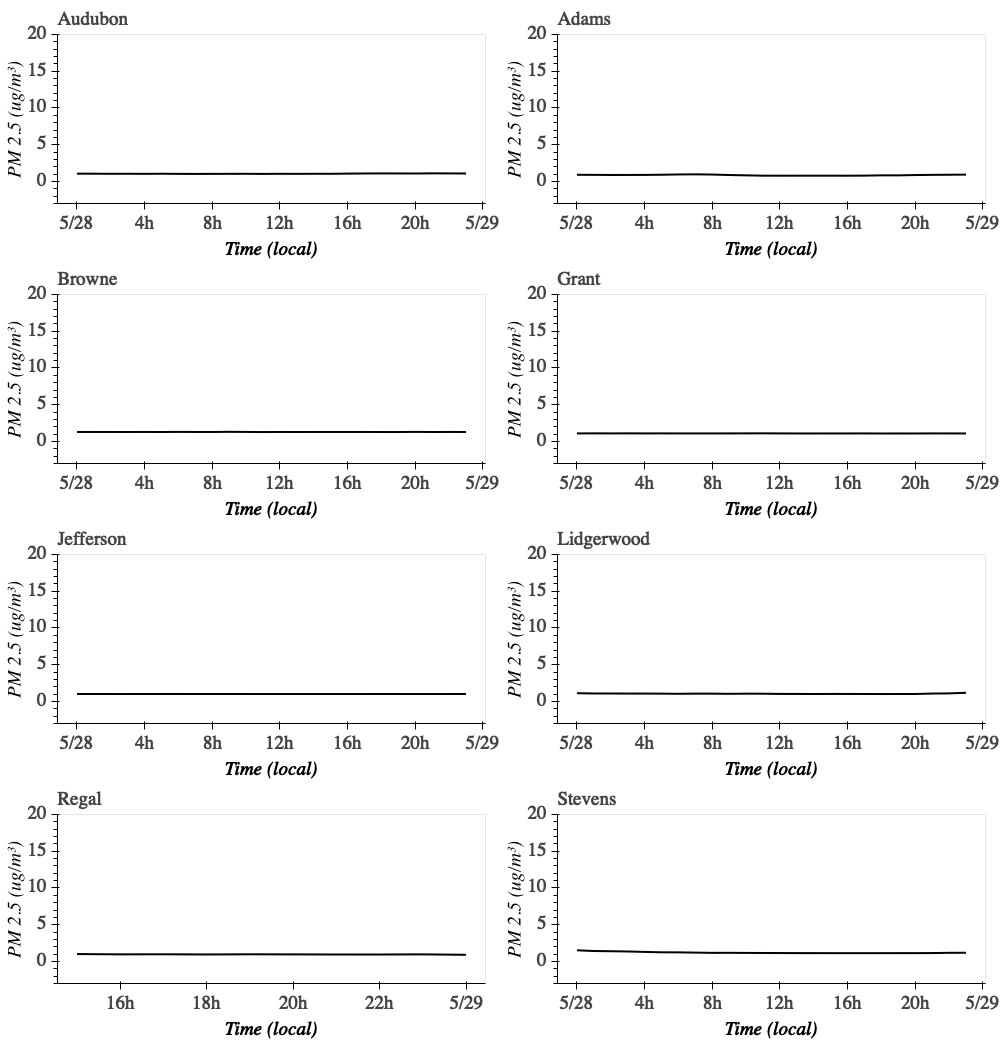 Audubon
20
15
10
5
0
PM 2.5 (ug/m³)
5/28 4h 8h 12h 16h 20h 5/29
Time (local)
Adams
20
15
10
5
0
PM 2.5 (ug/m³)
5/28 4h 8h 12h 16h 20h 5/29
Time (local)
Browne
20
15
10
5
0
PM 2.5 (ug/m³)
5/28 4h 8h 12h 16h 20h 5/29
Time (local)
Grant
20
15
10
5
0
PM 2.5 (ug/m³)
5/28 4h 8h 12h 16h 20h 5/29
Time (local)
Jefferson
20
15
10
5
0
PM 2.5 (ug/m³)
5/28 4h 8h 12h 16h 20h 5/29
Time (local)
Lidgerwood
20
15
10
5
0
PM 2.5 (ug/m³)
5/28 4h 8h 12h 16h 20h 5/29
Time (local)
Regal
20
15
10
5
0
PM 2.5 (ug/m³)
16h 18h 20h 22h 5/29
Time (local)
Stevens
20
15
10
5
0
PM 2.5 (ug/m³)
5/28 4h 8h 12h 16h 20h 5/29
Time (local)